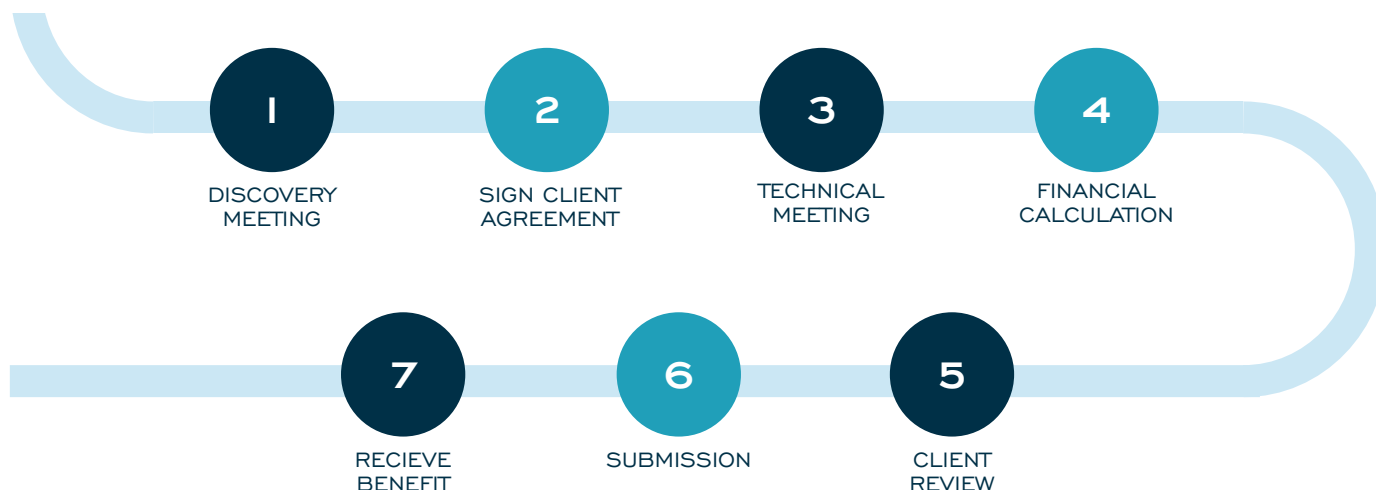 1
DISCOVERY
MEETING
2
SIGN CLIENT
AGREEMENT
3
TECHNICAL
MEETING
4
FINANCIAL
CALCULATION
5
CLIENT
REVIEW
6
SUBMISSION
7
RECIEVE
BENEFIT